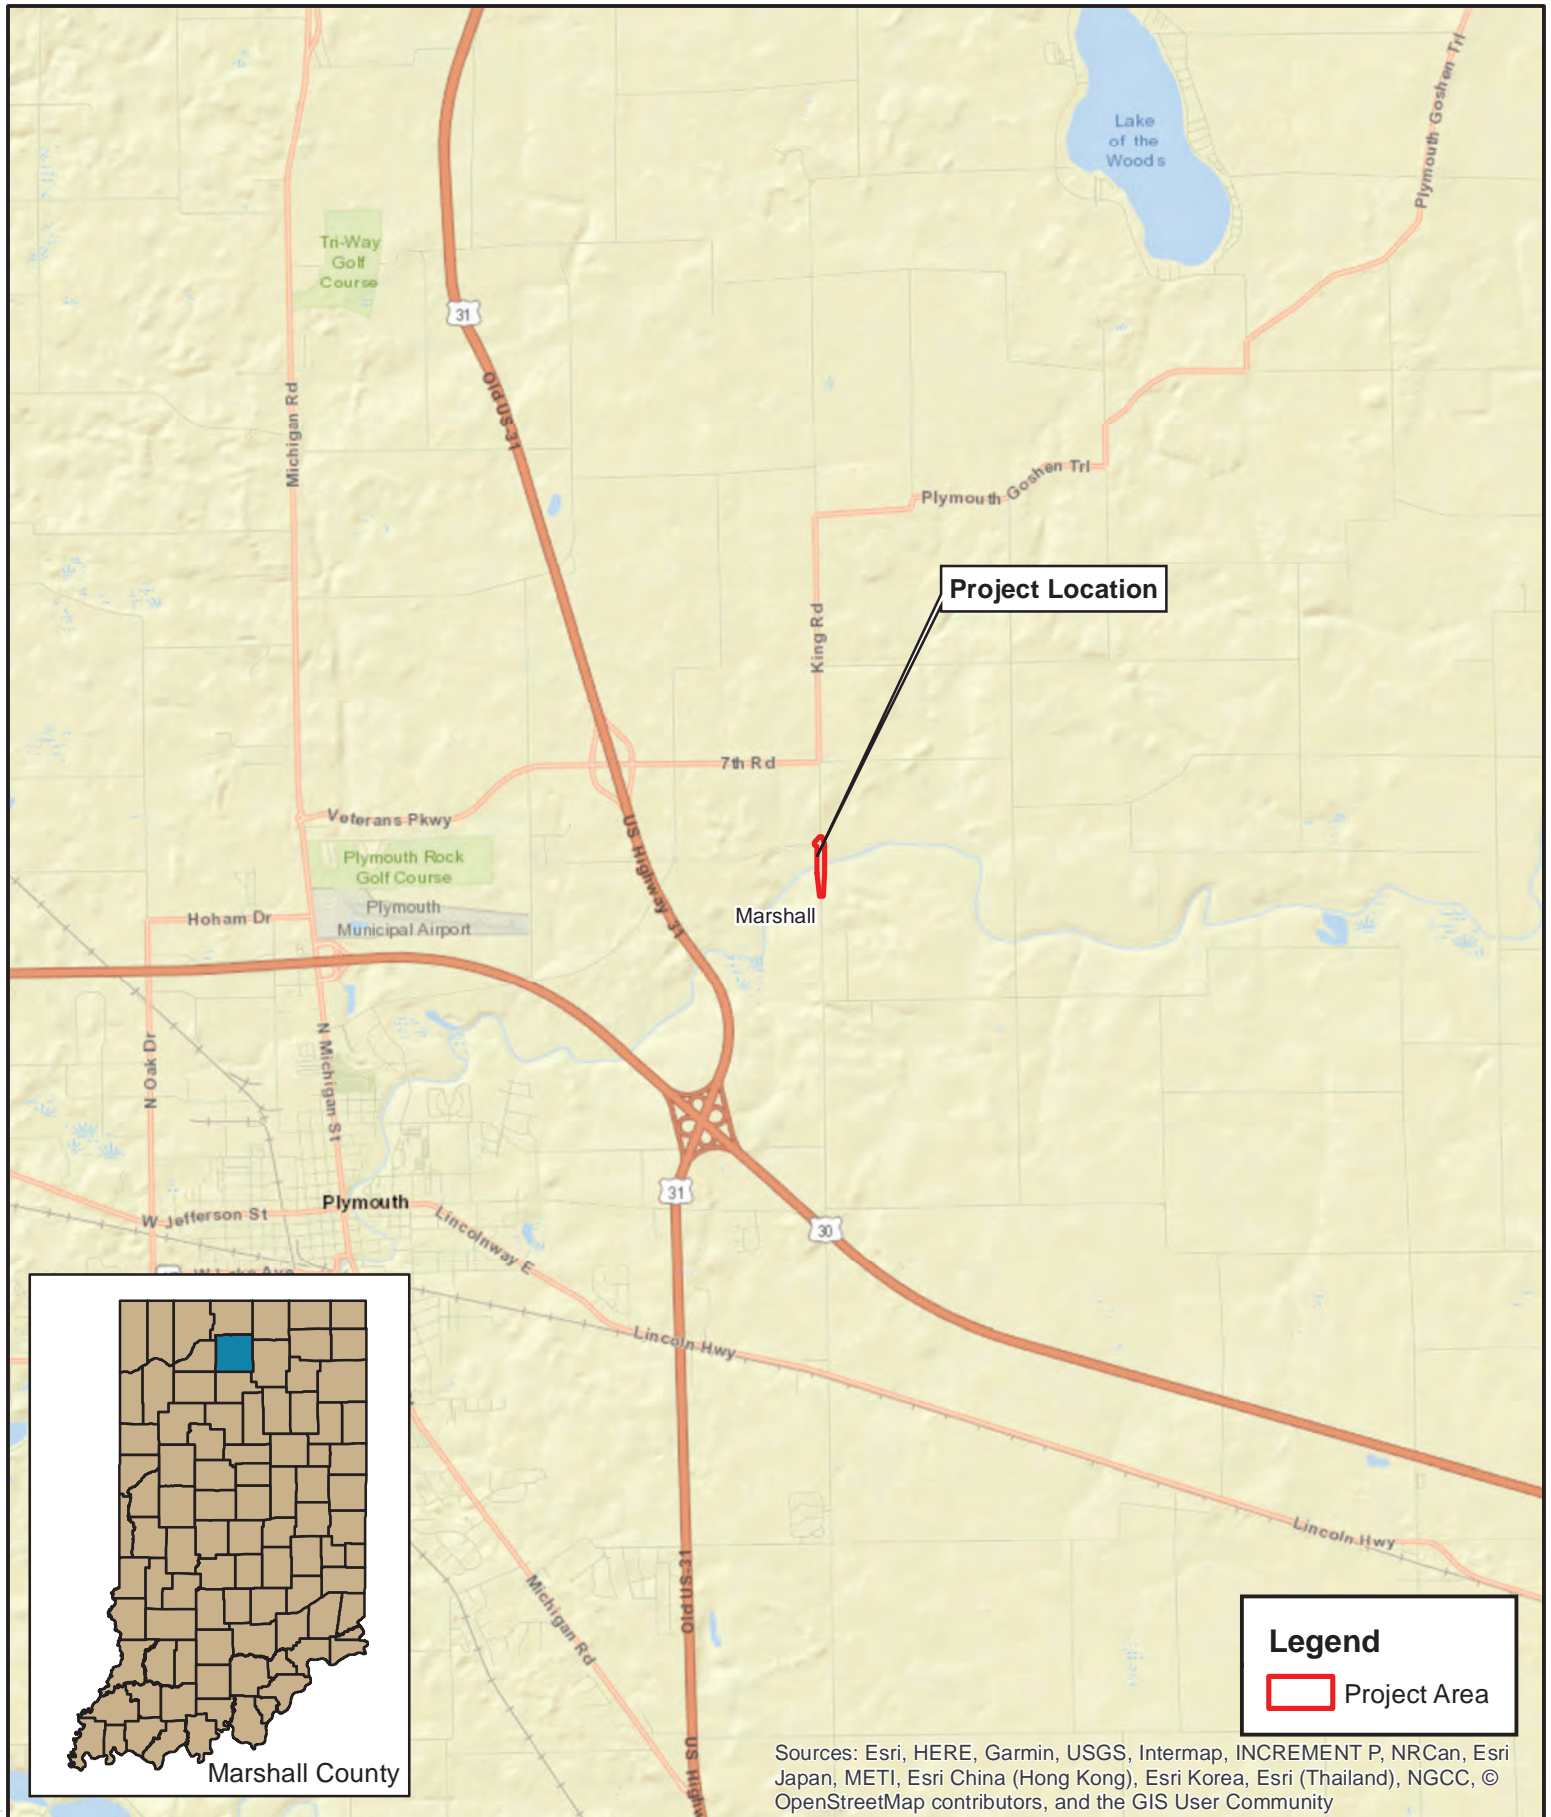 Lake
of the
Woods
Plymouth Goshen Trl
Tri-Way
Golf
Course
31
Old US-31
Michigan Rd
Plymouth Goshen Trl
Project Location
King Rd
7th Rd
Veterans Pkwy
US Highway 31
Plymouth Rock
Golf Course
Plymouth
Municipal Airport
Hoham Dr
Marshall
N Oak Dr
N Michigan St
31
Plymouth
W Jefferson St
Lincolnway E
30
W Lake Ave
Lincoln Hwy
Lincoln Hwy
Old US-31
Michigan Rd
US Highw
Marshall County
Legend
Project Area
Sources: Esri, HERE, Garmin, USGS, Intermap, INCREMENT P, NRCan, Esri
Japan, METI, Esri China (Hong Kong), Esri Korea, Esri (Thailand), NGCC, ©
OpenStreetMap contributors, and the GIS User Community